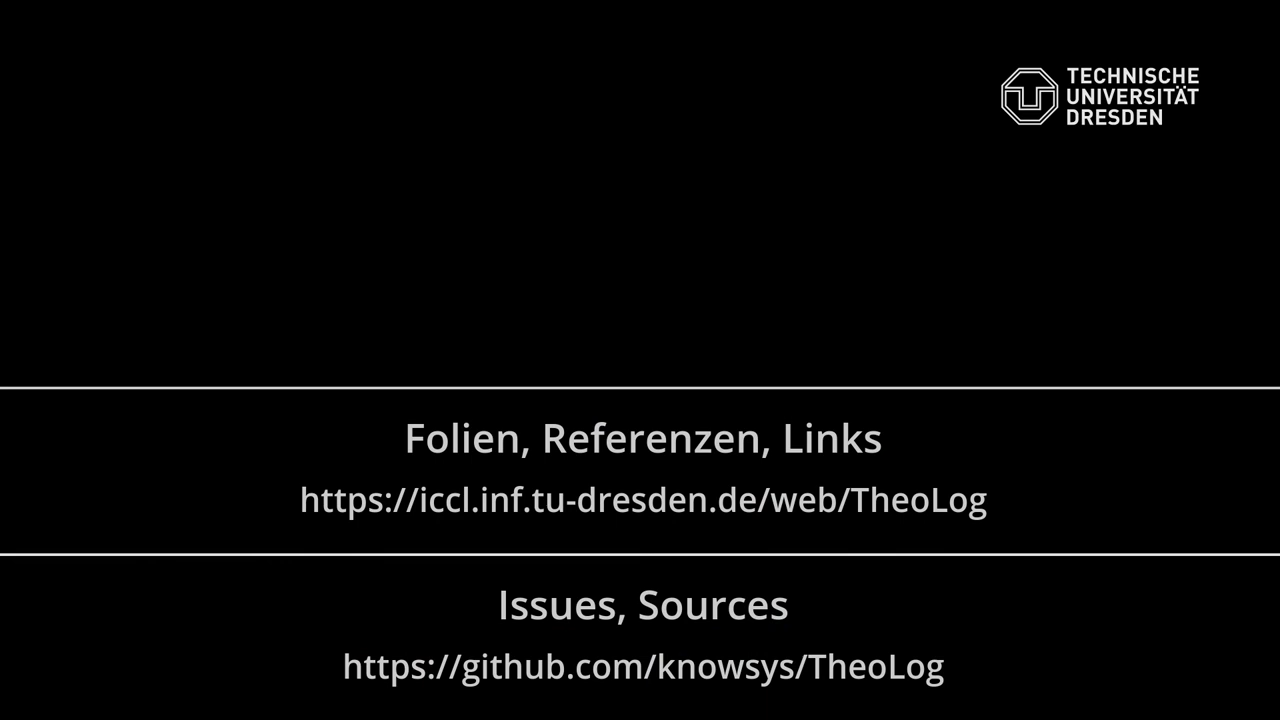 TECHNISCHE
UNIVERSITÄT
DRESDEN
Folien, Referenzen, Links
https://iccl.inf.tu-dresden.de/web/TheoLog
Issues, Sources
https://github.com/knowsys/TheoLog